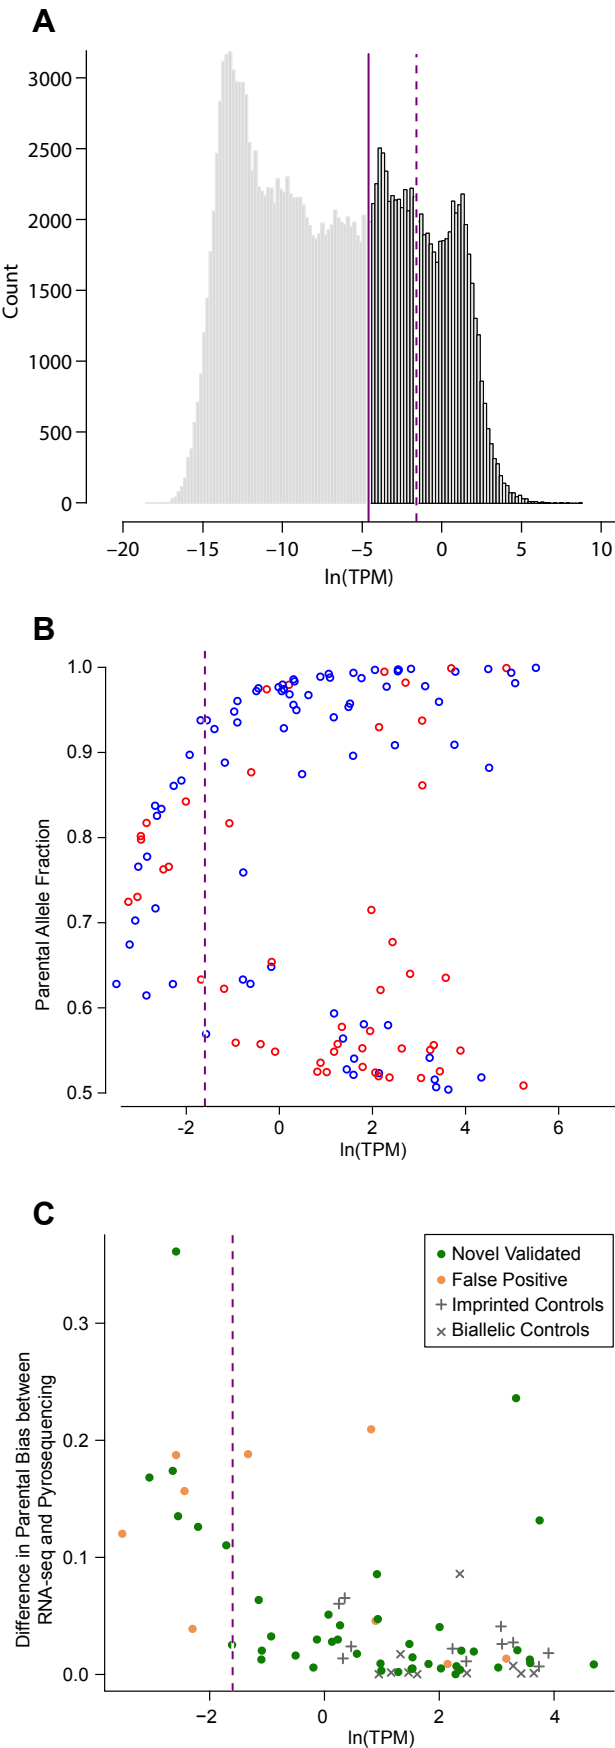 A
3000
2500
2000
1500
1000
500
0
Count
−20 −15 −10 −5 0 5 10
ln(TPM)
B
1.0
0.9
0.8
0.7
0.6
0.5
Parental Allele Fraction
-2 0 2 4 6
ln(TPM)
C
Novel Validated
False Positive
Imprinted Controls
Biallelic Controls
0.3
0.2
0.1
0.0
Difference in Parental Bias between
RNA-seq and Pyrosequencing
−2 0 2 4
ln(TPM)